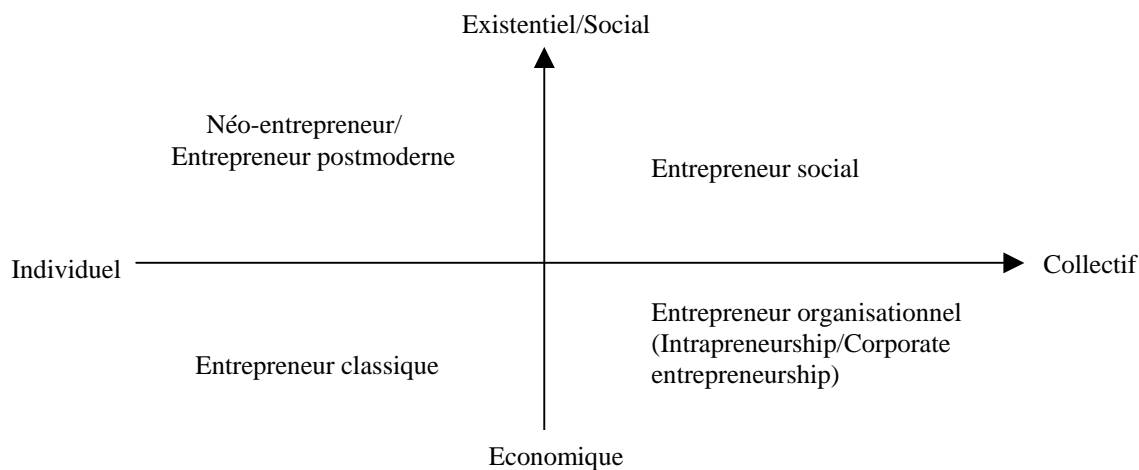 Existentiel/Social
Néo-entrepreneur/
Entrepreneur postmoderne
Entrepreneur social
Individuel
Collectif
Entrepreneur organisationnel
(Intrapreneurship/Corporate
entrepreneurship)
Entrepreneur classique
Economique